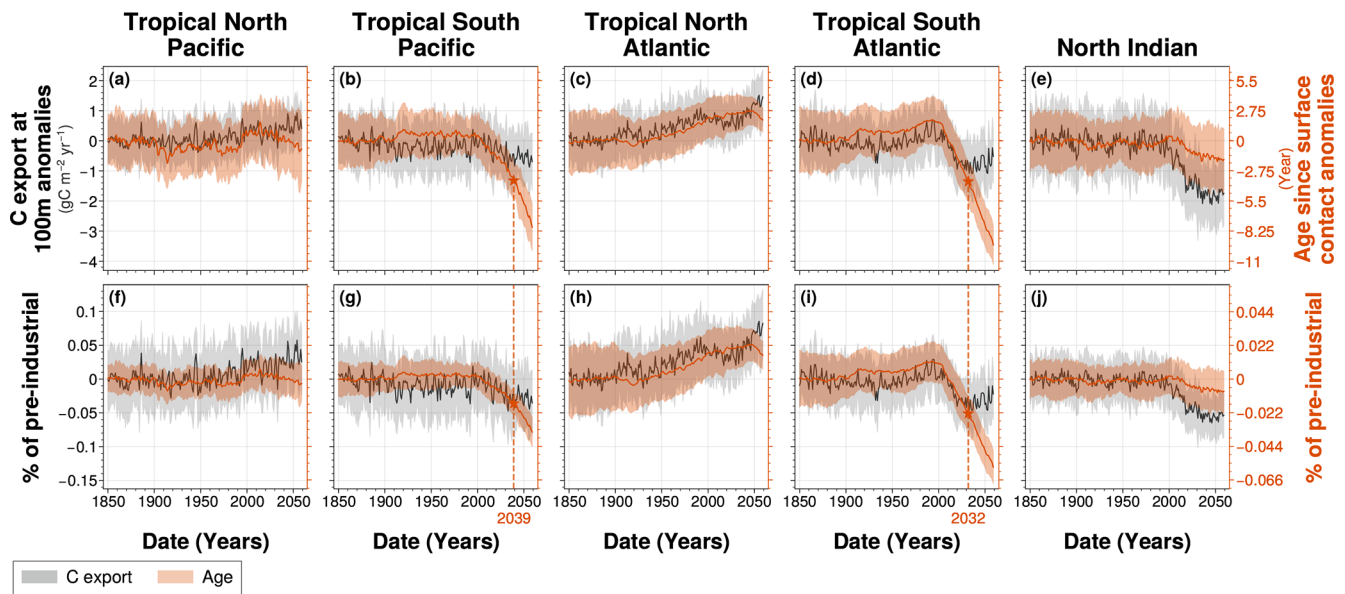 Tropical North
Pacific
Tropical South
Pacific
Tropical North
Atlantic
Tropical South
Atlantic
North Indian
C export at
100m anomalies
(gC m⁻² yr⁻¹)
2
1
0
−1
−2
−3
−4
(a)
(b)
(c)
(d)
(e)
5.5
2.75
0
−2.75
−5.5
−8.25
−11
(Year)
Age since surface
contact anomalies
% of pre-industrial
0.1
0.05
0
−0.05
−0.1
−0.15
(f)
(g)
(h)
(i)
(j)
0.044
0.022
0
−0.022
−0.044
−0.066
% of pre-industrial
1850 1900 1950 2000 2050
1850 1900 1950 2000 2050
1850 1900 1950 2000 2050
1850 1900 1950 2000 2050
1850 1900 1950 2000 2050
2039
2032
Date (Years)
Date (Years)
Date (Years)
Date (Years)
Date (Years)
C export
Age